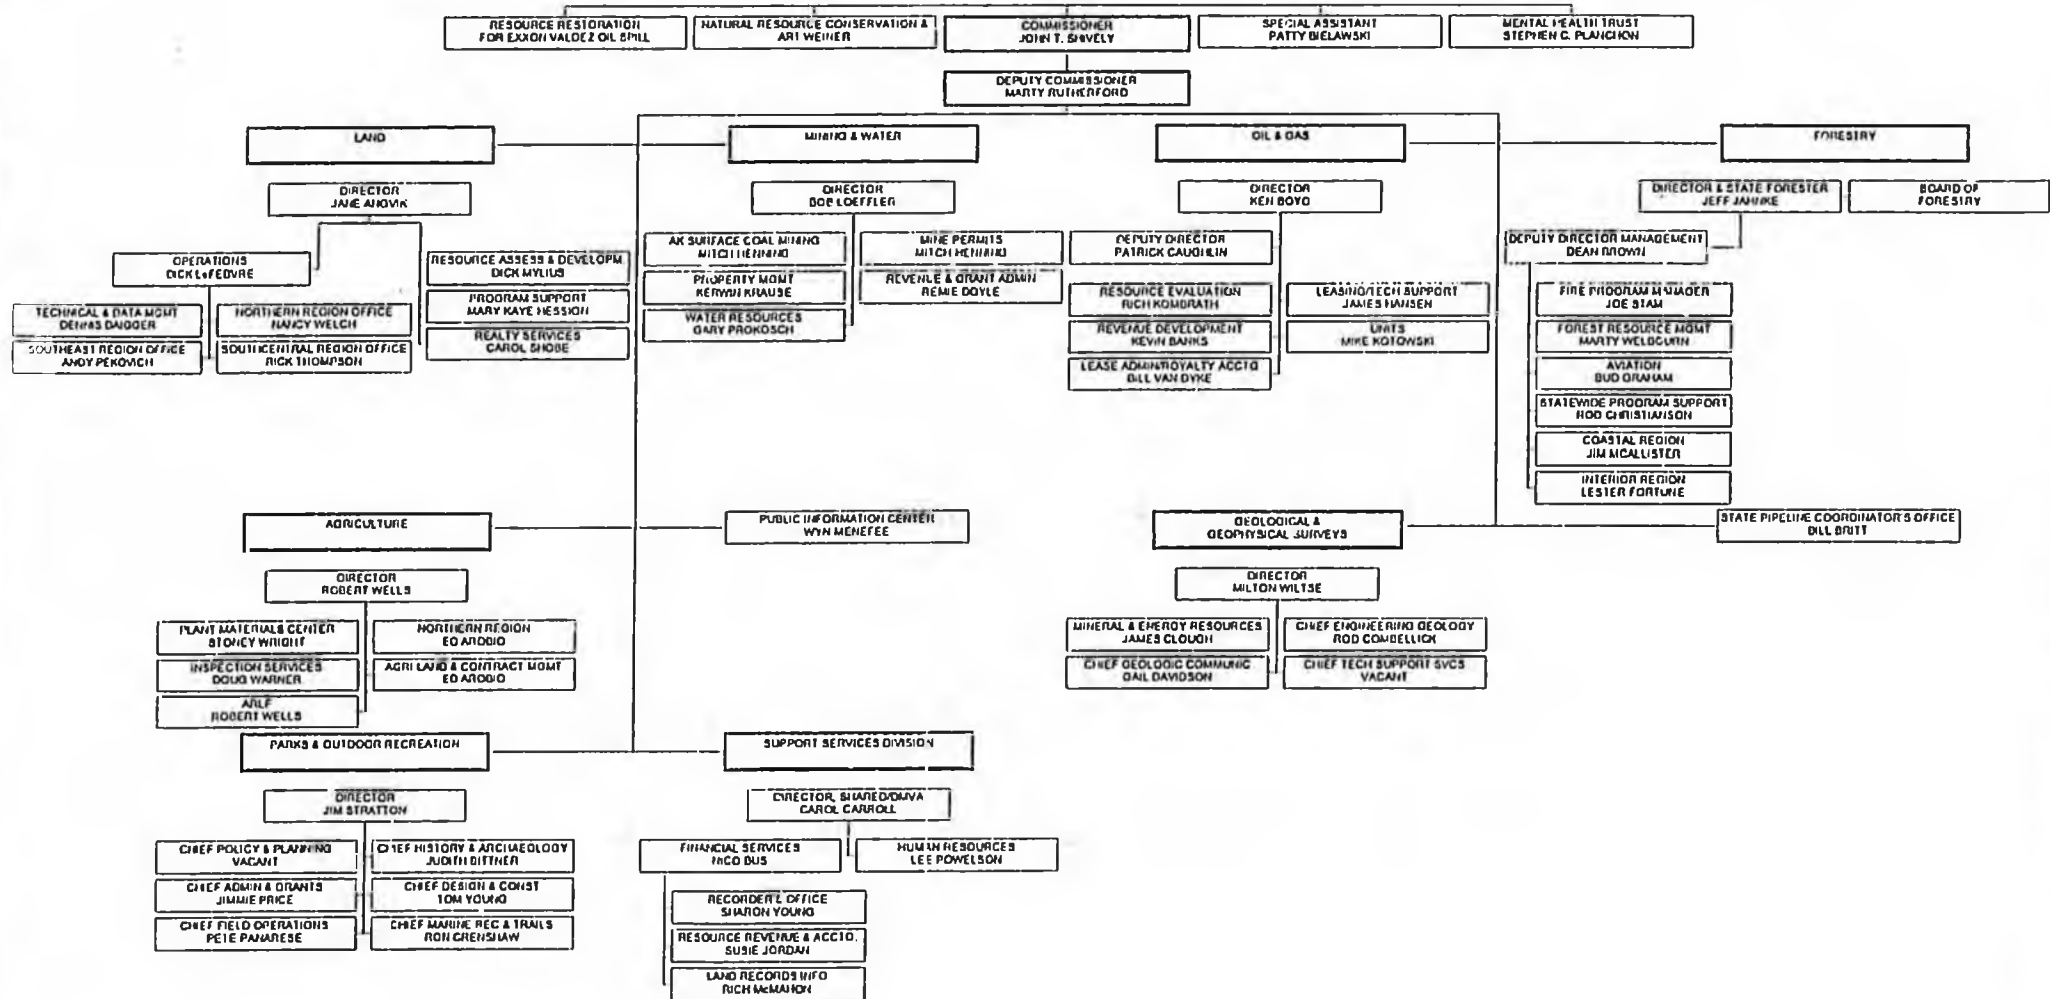 RESOURCE RESTORATION
FOR EXXON VALDEZ OIL SPILL
NATURAL RESOURCE CONSERVATION &
ART WEINER
COMMISSIONER
JOHN T. SHIVELY
SPECIAL ASSISTANT
PATTY BIELAWSKI
MENTAL HEALTH TRUST
STEPHEN C. PLANCHON
DEPUTY COMMISSIONER
MARTY RUTHERFORD
LAND
MINING & WATER
OIL & GAS
FORESTRY
DIRECTOR
JANE ANGVIK
DIRECTOR
BOB LOEFFLER
DIRECTOR
KEN BOYD
DIRECTOR & STATE FORESTER
JEFF JAHNKE
BOARD OF
FORESTRY
OPERATIONS
DICK LeFEBVRE
RESOURCE ASSESS & DEVELOPM
DICK MYLIUS
AK SURFACE COAL MINING
MITCH HENNING
MINE PERMITS
MITCH HENNING
DEPUTY DIRECTOR
PATRICK CAUGHLIN
DEPUTY DIRECTOR MANAGEMENT
DEAN BROWN
TECHNICAL & DATA MGMT
DENNIS DAIGGER
NORTHERN REGION OFFICE
NANCY WELCH
PROGRAM SUPPORT
MARY KAYE HESSION
PROPERTY MGMT
KERWIN KRAUSE
REVENUE & GRANT ADMIN
REMIE DOYLE
RESOURCE EVALUATION
RICH KOMBRATH
LEASING/TECH SUPPORT
JAMES HANSEN
FIRE PROGRAM MANAGER
JOE STAM
SOUTHEAST REGION OFFICE
ANDY PEKOVICH
SOUTHCENTRAL REGION OFFICE
RICK THOMPSON
REALTY SERVICES
CAROL SHOBE
WATER RESOURCES
GARY PROKOSCH
REVENUE DEVELOPMENT
KEVIN BANKS
UNITS
MIKE KOTOWSKI
FOREST RESOURCE MGMT
MARTY WELBOURN
LEASE ADMIN/ROYALTY ACCTG
BILL VAN DYKE
AVIATION
BUD GRAHAM
STATEWIDE PROGRAM SUPPORT
ROD CHRISTIANSON
COASTAL REGION
JIM MCALLISTER
INTERIOR REGION
LESTER FORTUNE
AGRICULTURE
PUBLIC INFORMATION CENTER
WYN MENEFEE
GEOLOGICAL &
GEOPHYSICAL SURVEYS
STATE PIPELINE COORDINATOR'S OFFICE
BILL BRITT
DIRECTOR
ROBERT WELLS
DIRECTOR
MILTON WILTSE
PLANT MATERIALS CENTER
STONEY WRIGHT
NORTHERN REGION
ED AROBIO
MINERAL & ENERGY RESOURCES
JAMES CLOUGH
CHIEF ENGINEERING GEOLOGY
ROD COMBELLICK
INSPECTION SERVICES
DOUG WARNER
AGRI LAND & CONTRACT MGMT
ED AROBIO
CHIEF GEOLOGIC COMMUNIC
GAIL DAVIDSON
CHIEF TECH SUPPORT SVCS
VACANT
ARLF
ROBERT WELLS
PARKS & OUTDOOR RECREATION
SUPPORT SERVICES DIVISION
DIRECTOR
JIM STRATTON
DIRECTOR, SHARED/DMVA
CAROL CARROLL
CHIEF POLICY & PLANNING
VACANT
CHIEF HISTORY & ARCHAEOLOGY
JUDITH BITTNER
FINANCIAL SERVICES
NICO BUS
HUMAN RESOURCES
LEE POWELSON
CHIEF ADMIN & GRANTS
JIMMIE PRICE
CHIEF DESIGN & CONST
TOM YOUNG
RECORDER'S OFFICE
SHARON YOUNG
CHIEF FIELD OPERATIONS
PETE PANARESE
CHIEF MARINE REC & TRAILS
RON CRENSHAW
RESOURCE REVENUE & ACCTG.
SUSIE JORDAN
LAND RECORDS INFO
RICH McMAHON